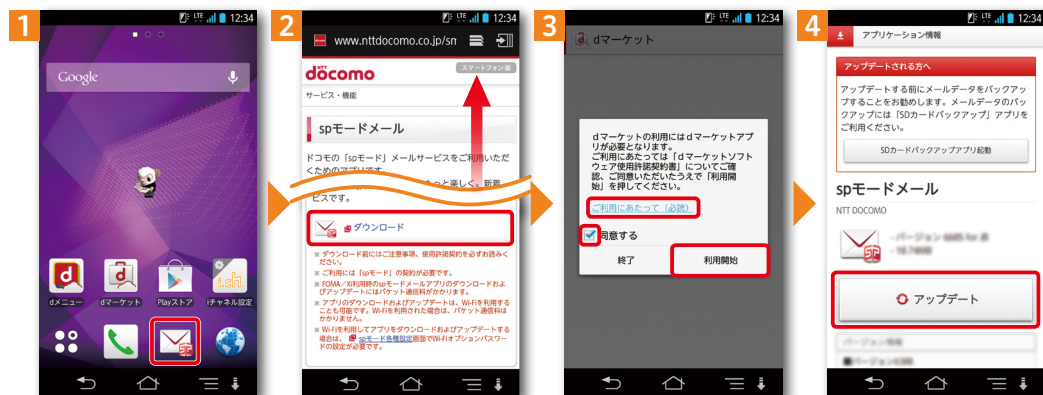 1
12:34
Google
dメニュー
dマーケット
Playストア
iチャネル設定
2
12:34
www.nttdocomo.co.jp/sm
döcomo
スマートフォン版
サービス・機能
spモードメール
ドコモの「spモード」メールサービスをご利用いただ
くためのアプリです。
楽しく。新着
ビスです。
ダウンロード
※ ダウンロード前にはご注意事項、使用許諾契約を必ずお読みく
ださい。
※ ご利用には「spモード」の契約が必要です。
※ FOMA/Xi利用時のspモードメールアプリのダウンロードおよ
びアップデートにはパケット通信料がかかります。
※ アプリのダウンロードおよびアップデートは、Wi-Fiを利用する
ことも可能です。Wi-Fiを利用された場合は、パケット通信料は
かかりません。
※ Wi-Fiを利用してアプリをダウンロードおよびアップデートする
場合は、 spモード各種設定画面でWi-Fiオプションパスワー
ドの設定が必要です。
3
12:34
dマーケット
dマーケットの利用にはdマーケットアプ
リが必要となります。
ご利用にあたっては「dマーケットソフト
ウェア使用許諾契約書」についてご確
認、ご同意いただいたうえで「利用開
始」を押してください。
ご利用にあたって(必読)
同意する
終了 利用開始
4
12:34
アプリケーション情報
アップデートされる方へ
アップデートする前にメールデータをバックアッ
プすることをお勧めします。メールデータのバッ
クアップには「SDカードバックアップ」アプリを
ご利用ください。
SDカードバックアップアプリ起動
spモードメール
NTT DOCOMO
アップデート